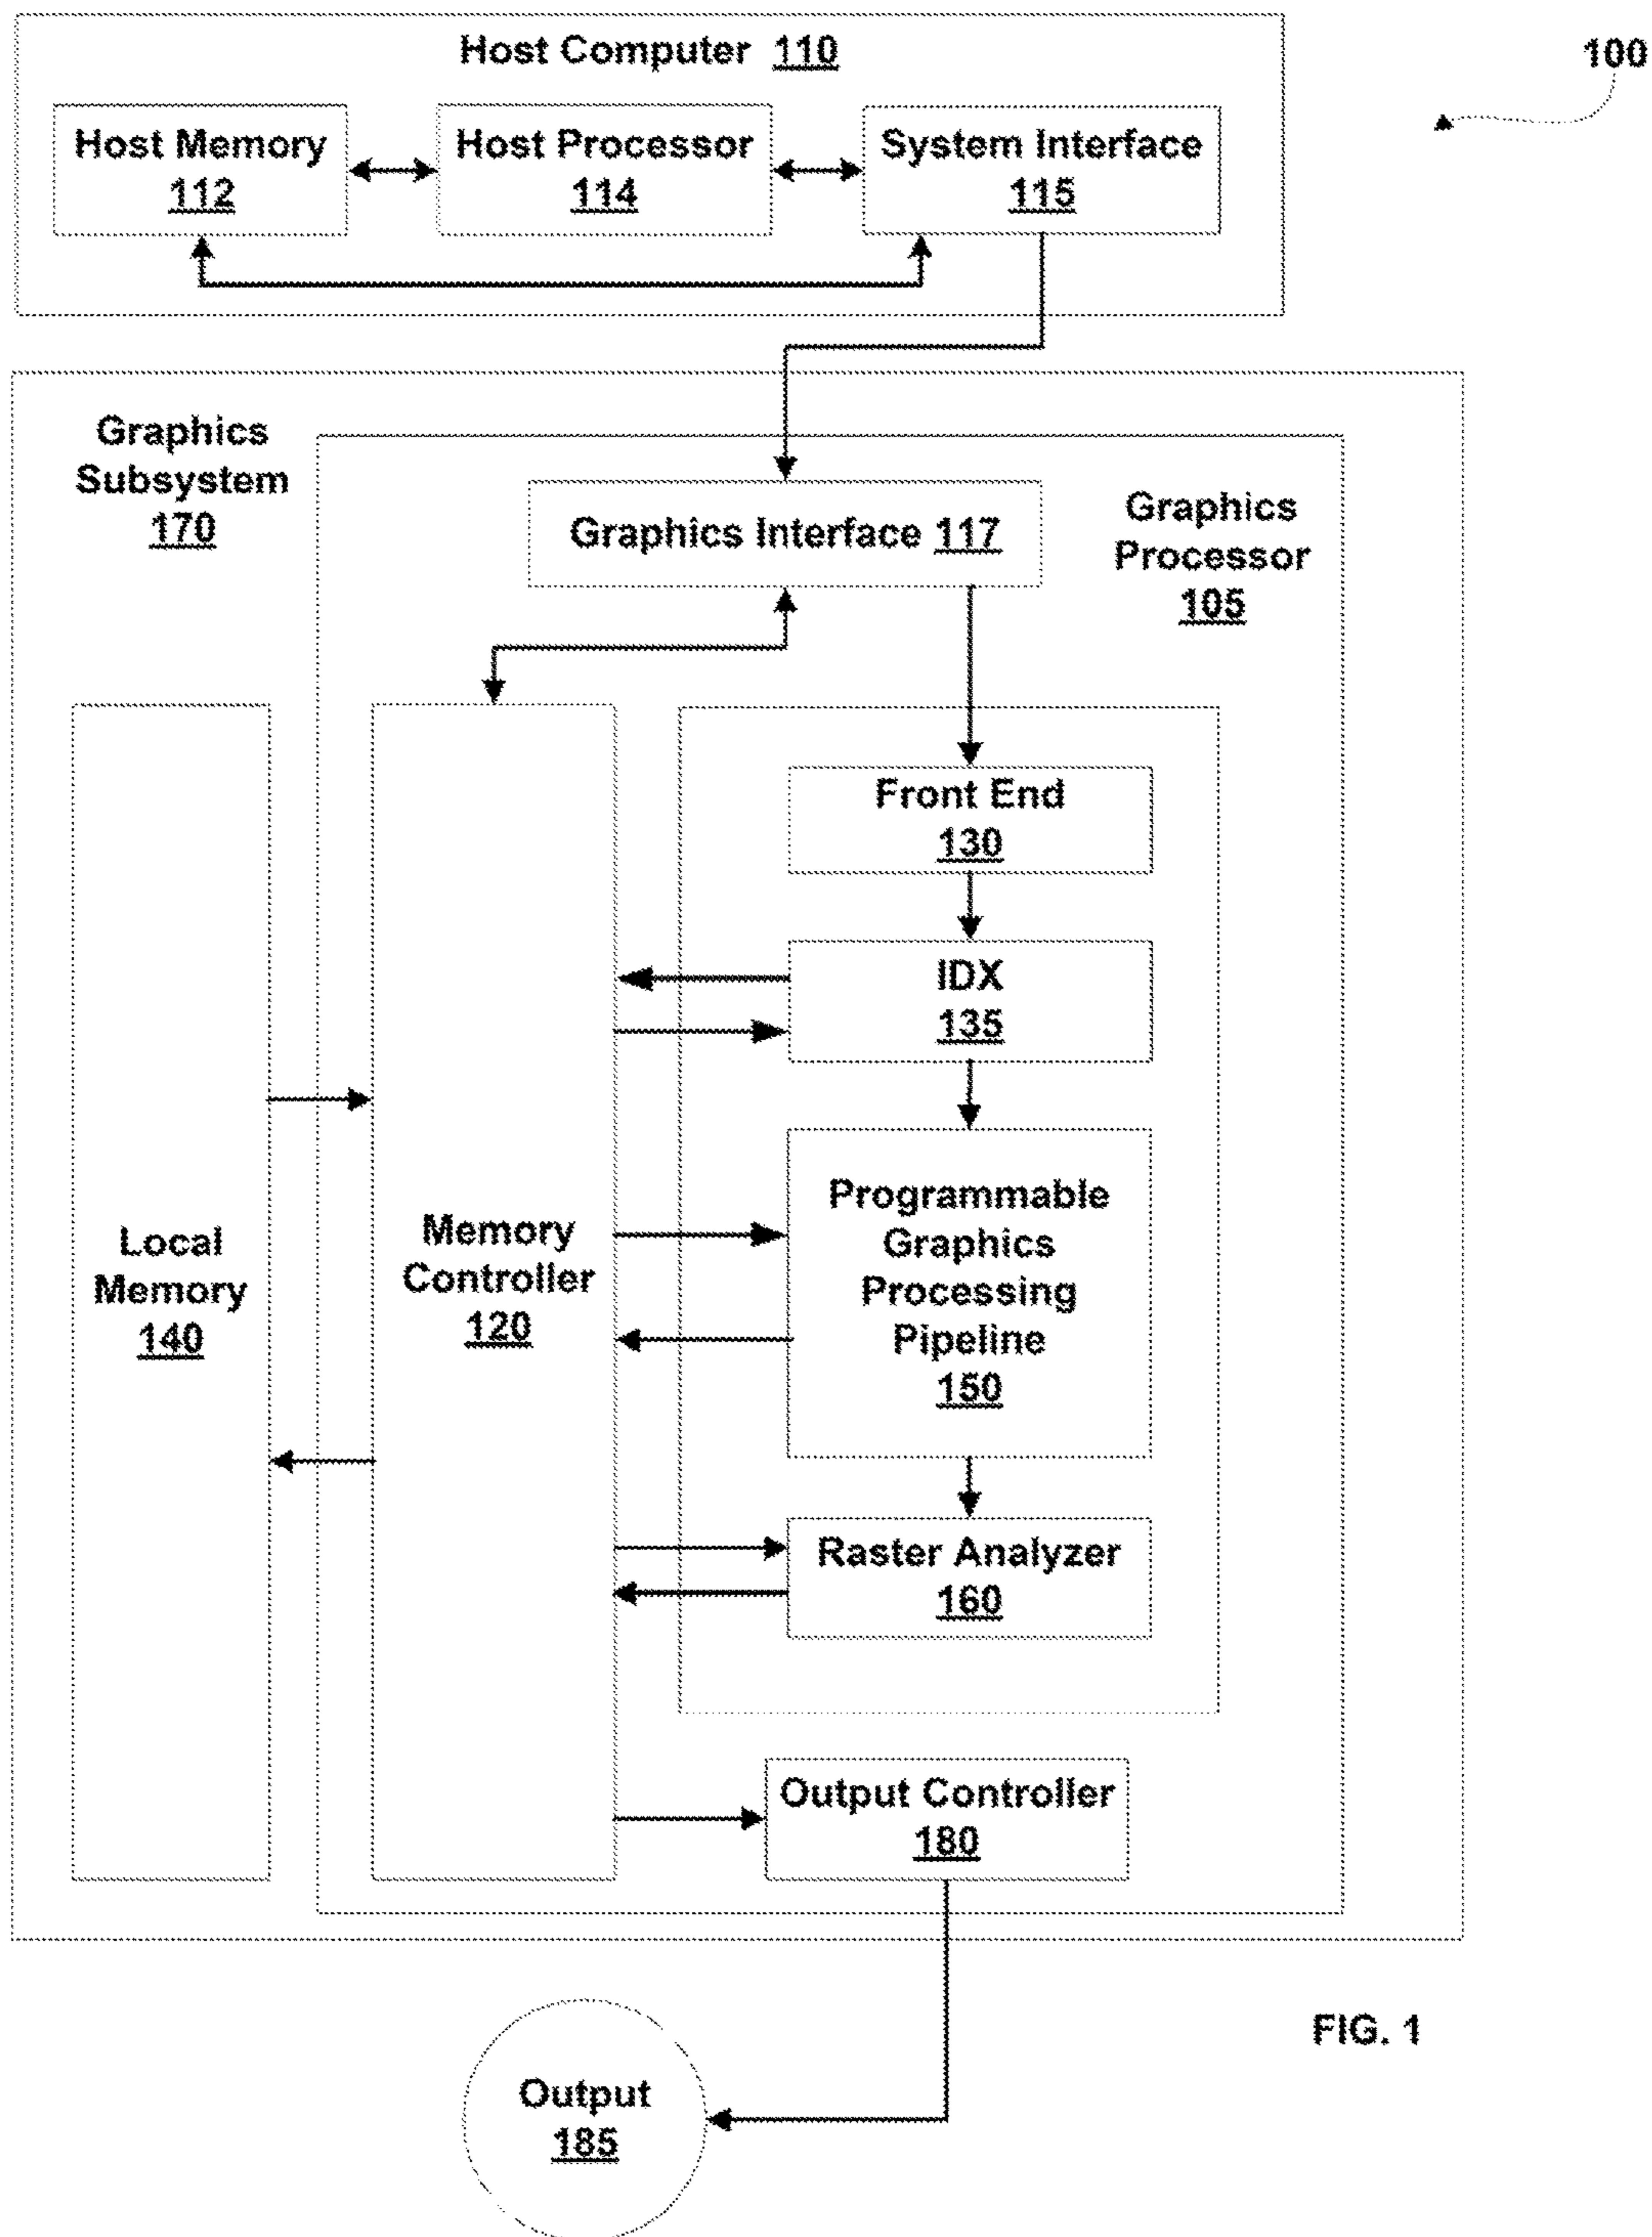 Host Computer 110
100
Host Memory
112
Host Processor
114
System Interface
115
Graphics
Subsystem
170
Graphics Interface 117
Graphics
Processor
105
Front End
130
IDX
135
Programmable
Graphics
Processing
Pipeline
150
Local
Memory
140
Memory
Controller
120
Raster Analyzer
160
Output Controller
180
FIG. 1
Output
185